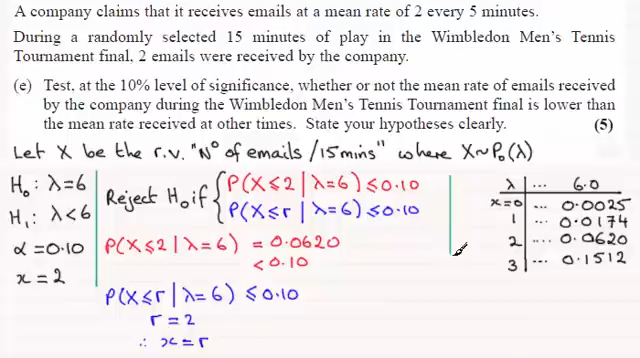 A company claims that it receives emails at a mean rate of 2 every 5 minutes.
During a randomly selected 15 minutes of play in the Wimbledon Men's Tennis
Tournament final, 2 emails were received by the company.
(e) Test, at the 10% level of significance, whether or not the mean rate of emails received
by the company during the Wimbledon Men's Tennis Tournament final is lower than
the mean rate received at other times. State your hypotheses clearly. (5)
Let X be the r.v. "Nº of emails /15mins" where X~Po(λ)
H₀: λ=6
H₁: λ<6
α=0.10
x=2
Reject H₀ if { P(X≤2 | λ=6) ≤0.10
P(X≤r | λ=6) ≤0.10
P(X≤2 | λ=6) = 0.0620
<0.10
P(X≤r | λ=6) ≤0.10
r=2
∴ x=r
λ ... 6.0
x=0 ... 0.0025
1 ... 0.0174
2 ... 0.0620
3 ... 0.1512